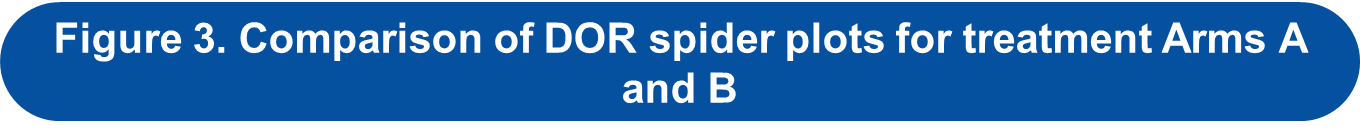 Figure 3. Comparison of DOR spider plots for treatment Arms A
and B